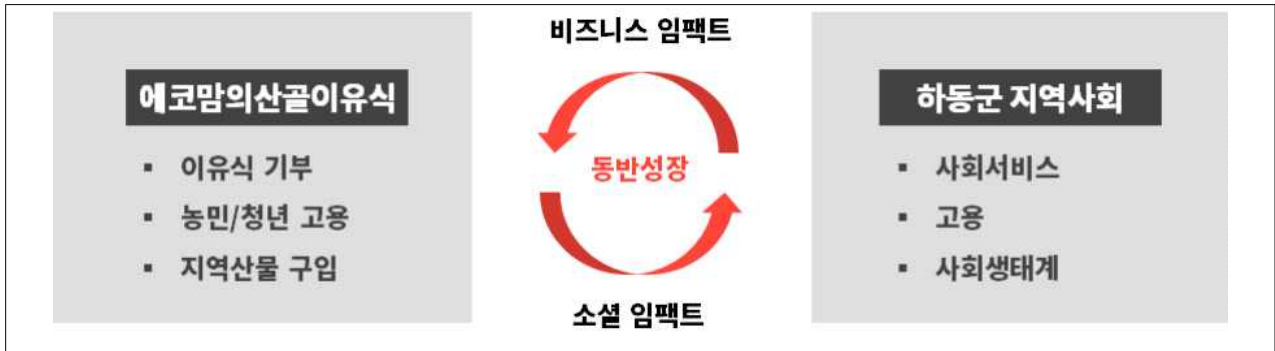 비즈니스 임팩트
에코맘의산골이유식
▪ 이유식 기부
▪ 농민/청년 고용
▪ 지역산물 구입
동반성장
하동군 지역사회
▪ 사회서비스
▪ 고용
▪ 사회생태계
소셜 임팩트